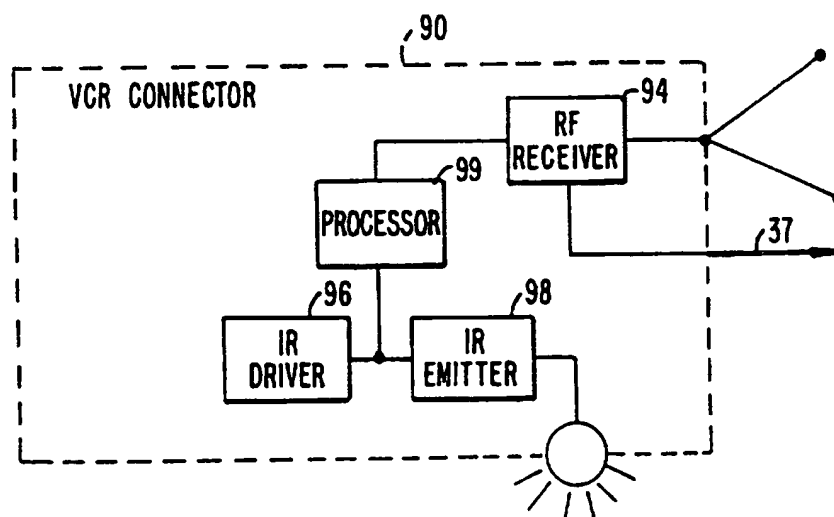 90
VCR CONNECTOR
94
RF
RECEIVER
99
PROCESSOR
37
96
IR
DRIVER
98
IR
EMITTER